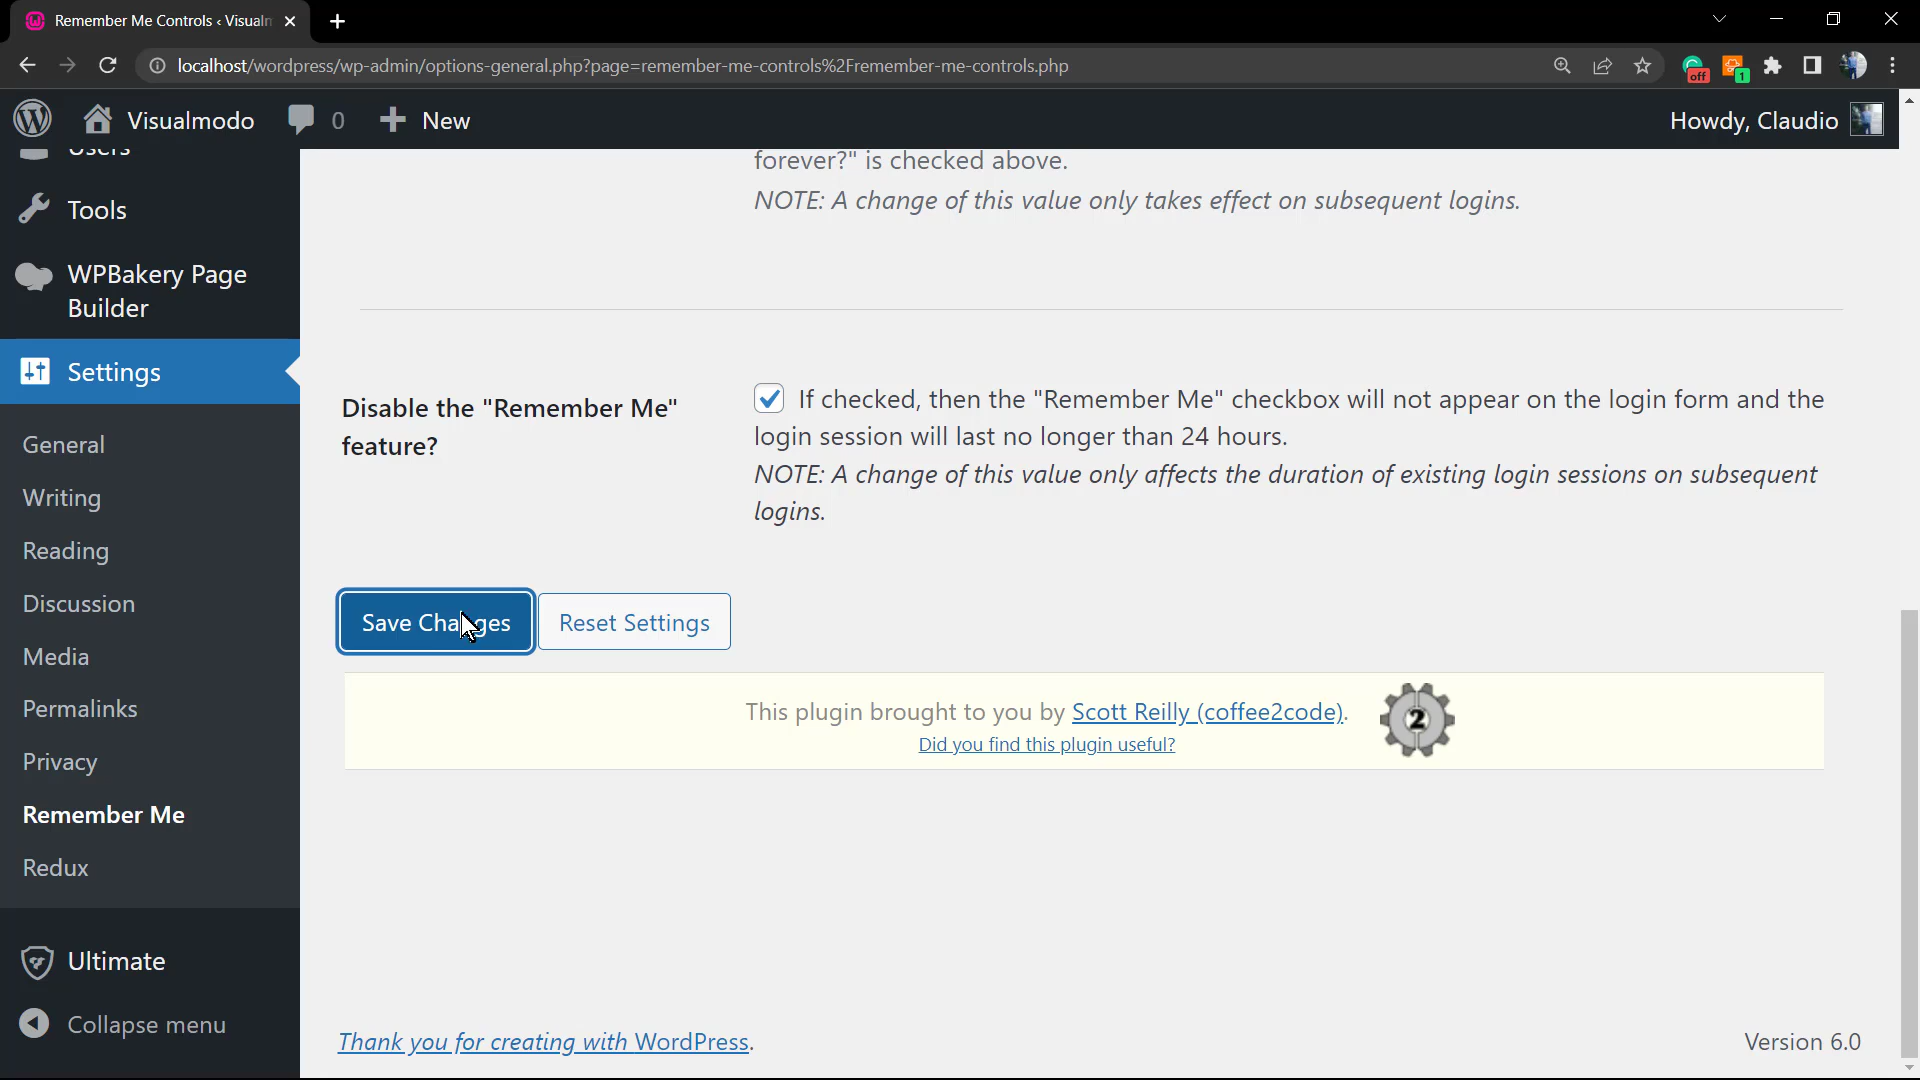 Remember Me Controls ‹ Visualm
localhost/wordpress/wp-admin/options-general.php?page=remember-me-controls%2Fremember-me-controls.php
off
1
Visualmodo
0
New
Howdy, Claudio
Users
Tools
WPBakery Page
Builder
Settings
General
Writing
Reading
Discussion
Media
Permalinks
Privacy
Remember Me
Redux
Ultimate
Collapse menu
forever?" is checked above.
NOTE: A change of this value only takes effect on subsequent logins.
Disable the "Remember Me"
feature?
If checked, then the "Remember Me" checkbox will not appear on the login form and the
login session will last no longer than 24 hours.
NOTE: A change of this value only affects the duration of existing login sessions on subsequent
logins.
Save Changes
Reset Settings
This plugin brought to you by Scott Reilly (coffee2code).
Did you find this plugin useful?
2
Thank you for creating with WordPress.
Version 6.0